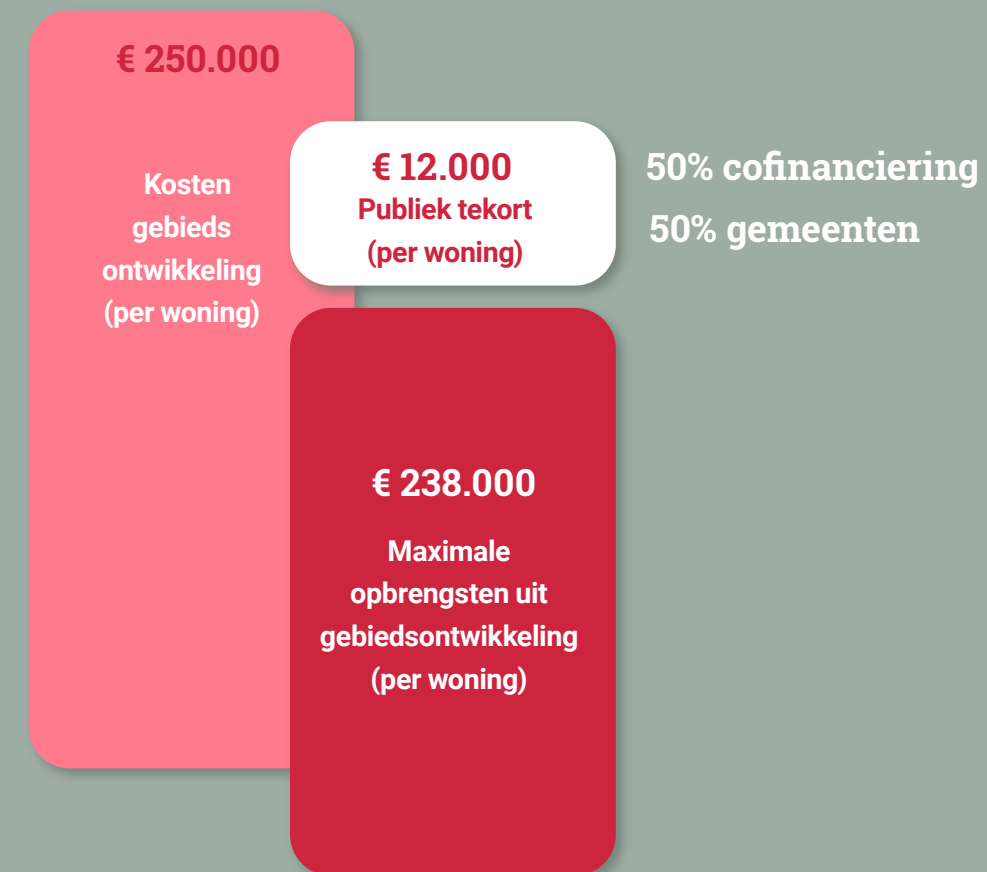 € 250.000
Kosten
gebieds
ontwikkeling
(per woning)
€ 12.000
Publiek tekort
(per woning)
50% cofinanciering
50% gemeenten
€ 238.000
Maximale
opbrengsten uit
gebiedsontwikkeling
(per woning)